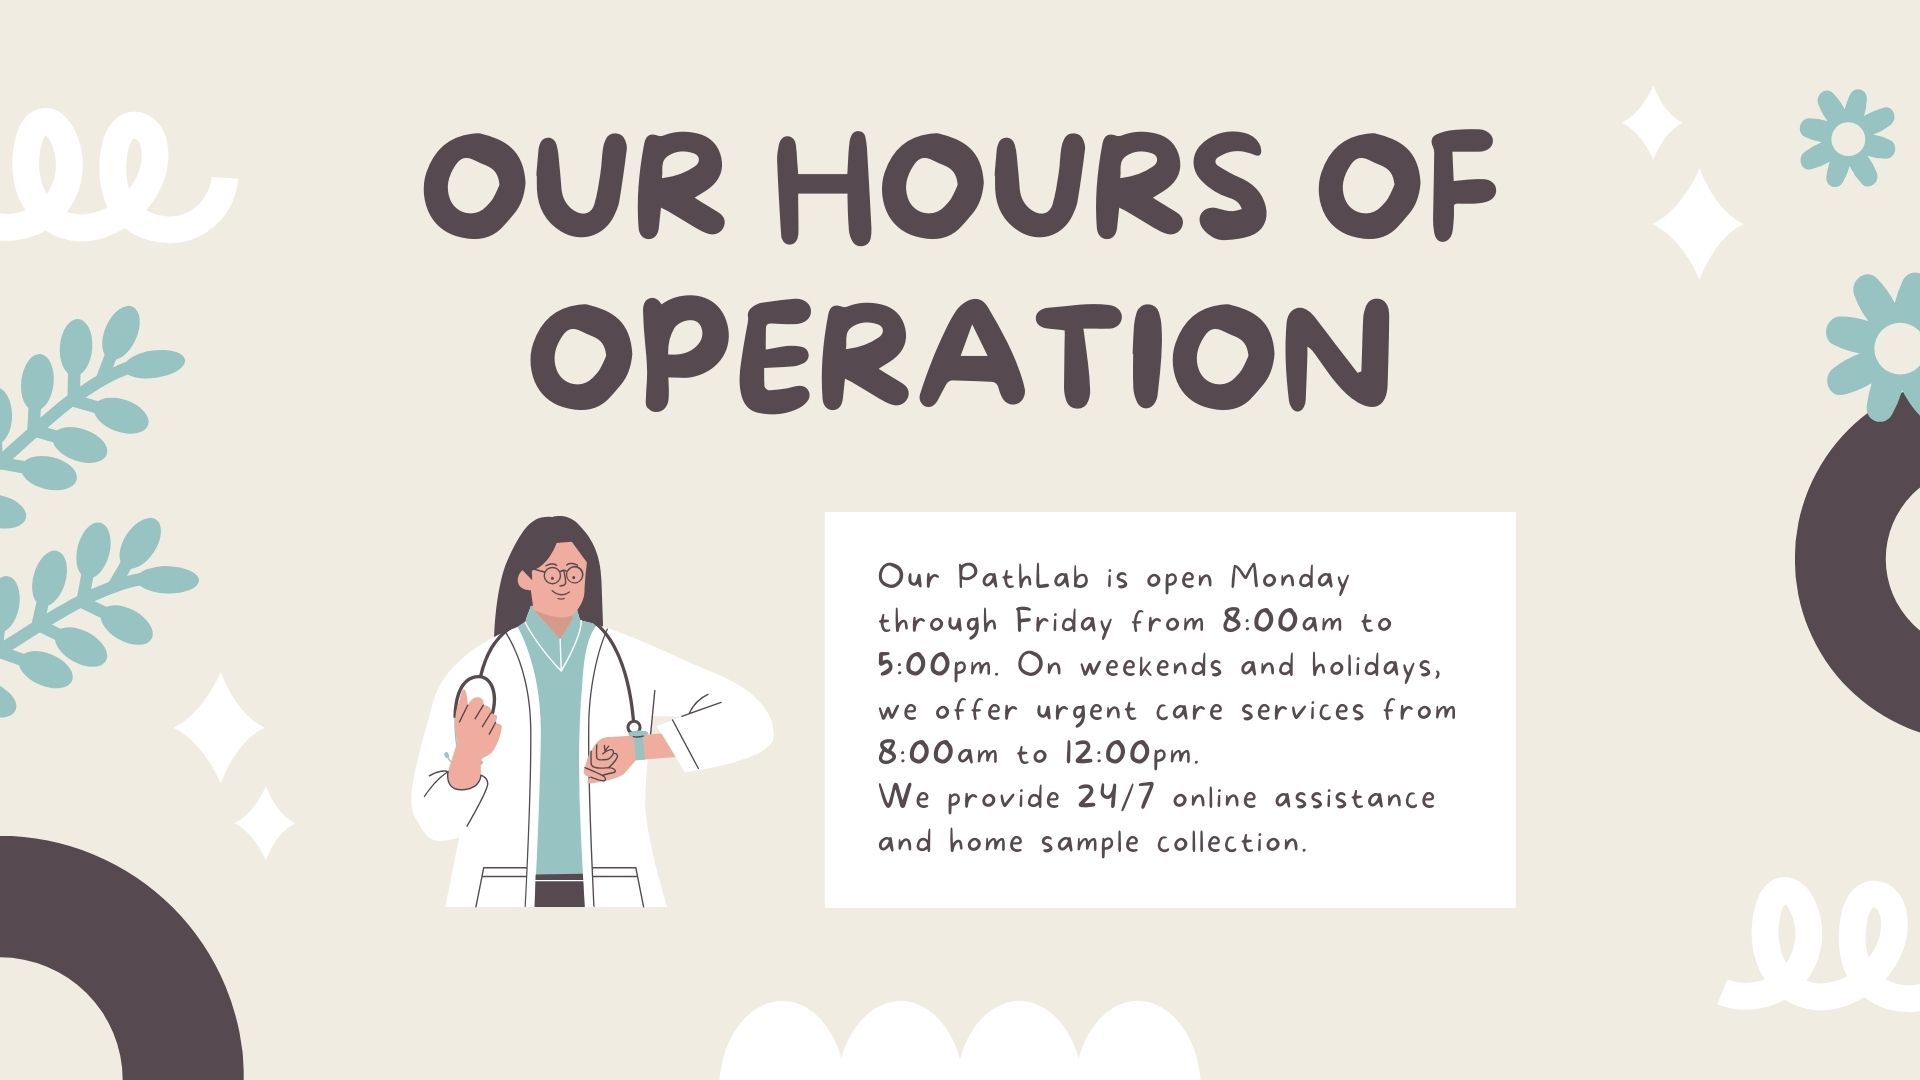 OUR HOURS OF
OPERATION
Our PathLab is open Monday
through Friday from 8:00am to
5:00pm. On weekends and holidays,
we offer urgent care services from
8:00am to 12:00pm.
We provide 24/7 online assistance
and home sample collection.